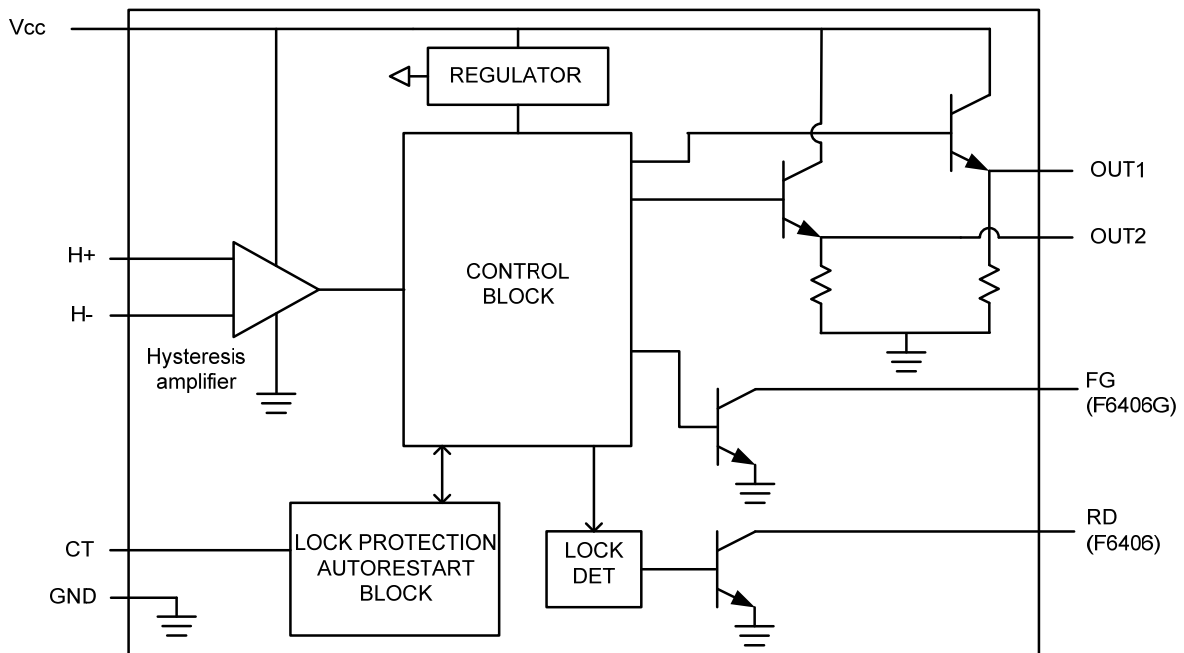 Vcc
REGULATOR
OUT1
OUT2
H+
H-
CONTROL
BLOCK
Hysteresis
amplifier
FG
(F6406G)
RD
(F6406)
CT
GND
LOCK PROTECTION
AUTORESTART
BLOCK
LOCK
DET